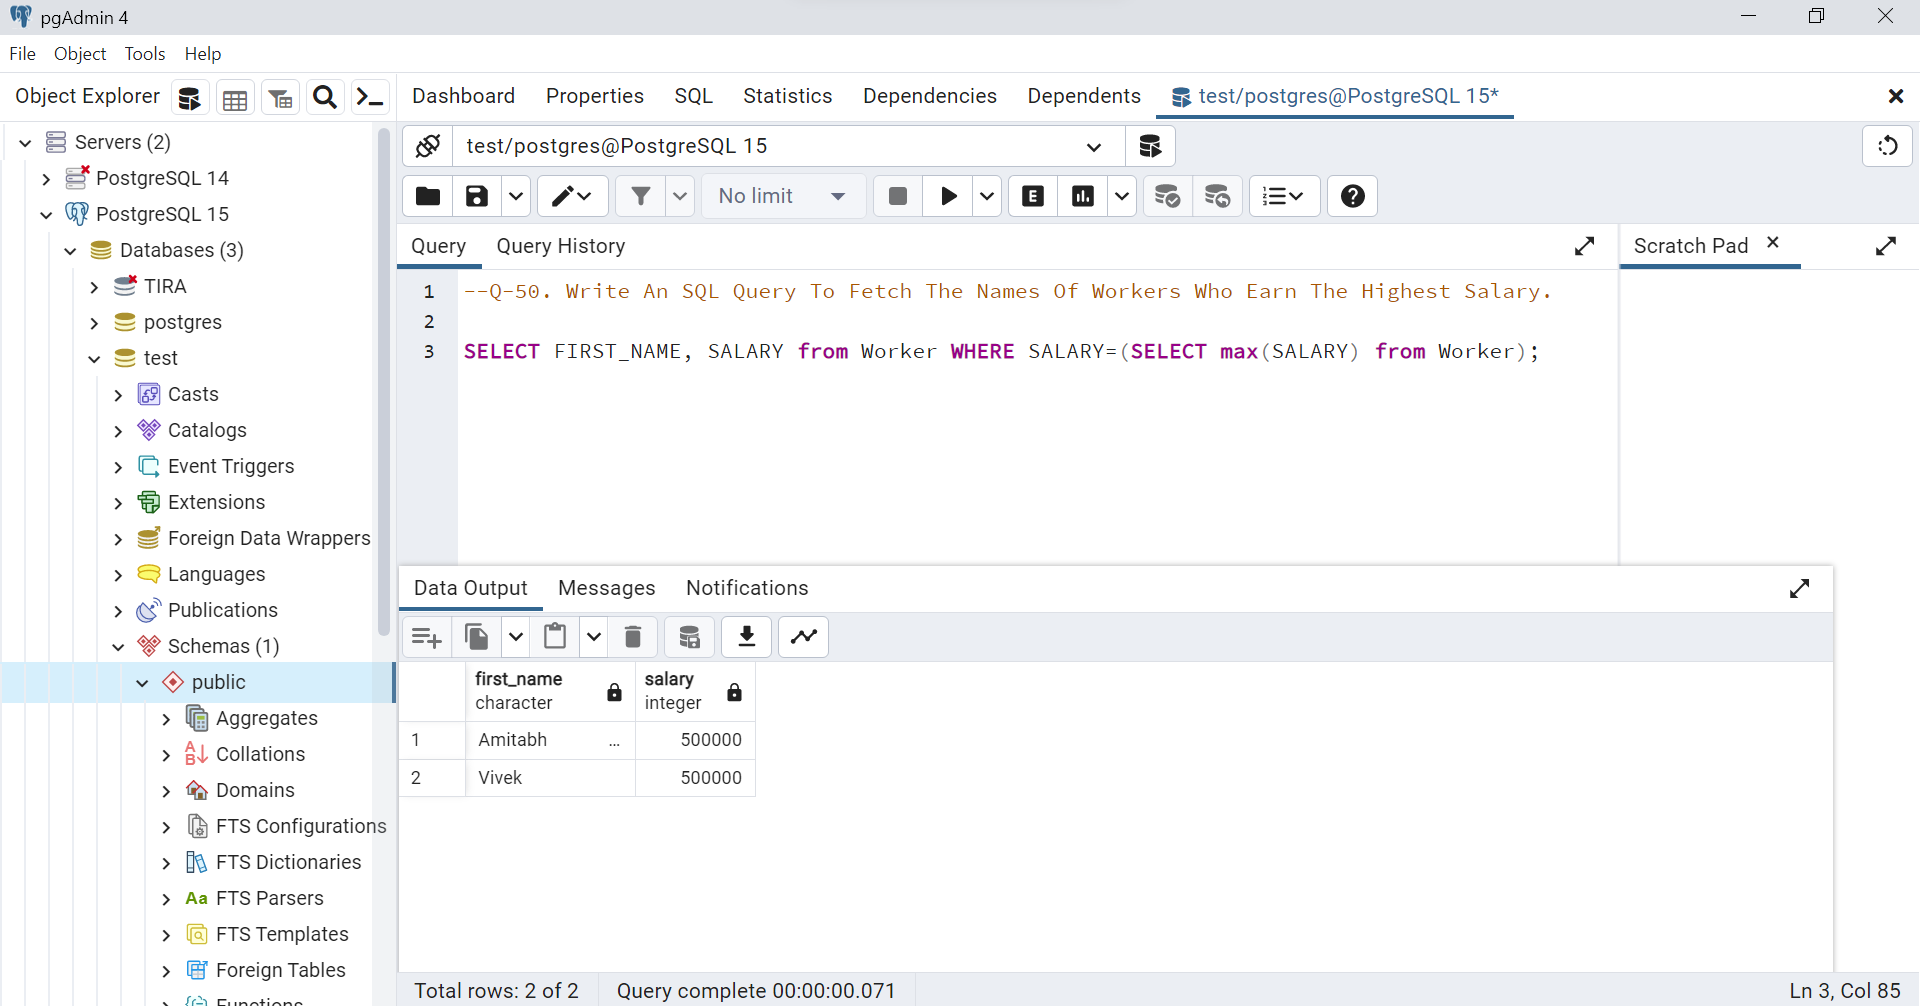 pgAdmin 4
File Object Tools Help
Object Explorer
Dashboard Properties SQL Statistics Dependencies Dependents test/postgres@PostgreSQL 15*
Servers (2)
PostgreSQL 14
PostgreSQL 15
Databases (3)
TIRA
postgres
test
Casts
Catalogs
Event Triggers
Extensions
Foreign Data Wrappers
Languages
Publications
Schemas (1)
public
Aggregates
Collations
Domains
FTS Configurations
FTS Dictionaries
Aa FTS Parsers
FTS Templates
Foreign Tables
Functions
test/postgres@PostgreSQL 15
No limit
E
Query Query History
Scratch Pad
1 --Q-50. Write An SQL Query To Fetch The Names Of Workers Who Earn The Highest Salary.
2
3 SELECT FIRST_NAME, SALARY from Worker WHERE SALARY=(SELECT max(SALARY) from Worker);
Data Output Messages Notifications
first_name salary
character integer
1 Amitabh ... 500000
2 Vivek 500000
Total rows: 2 of 2 Query complete 00:00:00.071 Ln 3, Col 85